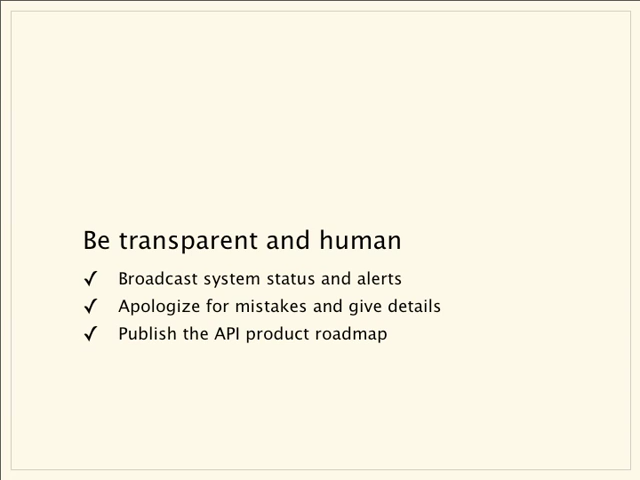 Be transparent and human
✓ Broadcast system status and alerts
✓ Apologize for mistakes and give details
✓ Publish the API product roadmap